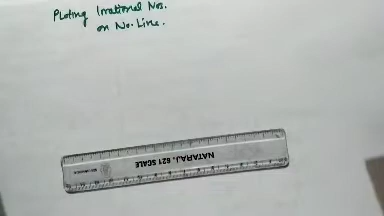 Ploting Irrational Nos.
on No. Line.
NATARAJ. 621 SCALE